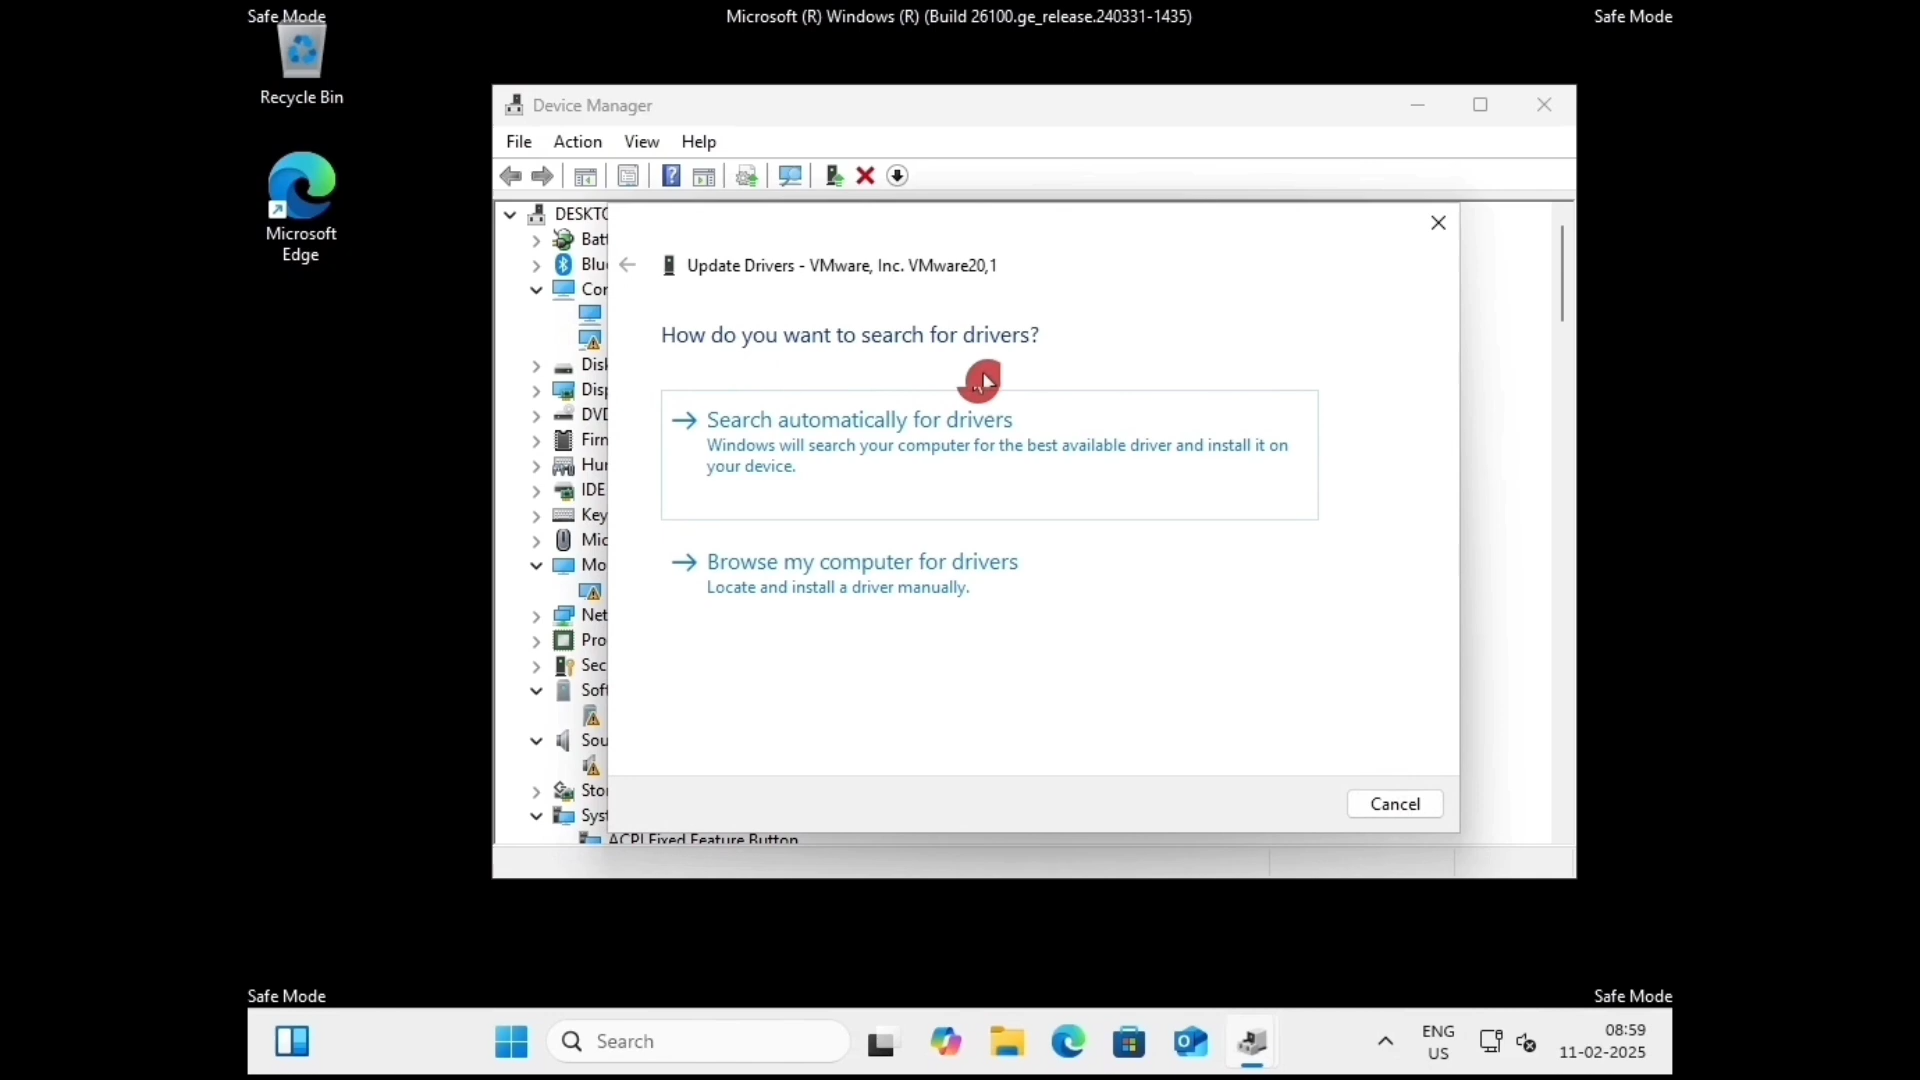 Safe Mode
Microsoft (R) Windows (R) (Build 26100.ge_release.240331-1435)
Safe Mode
Recycle Bin
Microsoft
Edge
Device Manager
File Action View Help
DESKTO
Batt
Blu
Update Drivers - VMware, Inc. VMware20,1
Con
How do you want to search for drivers?
Disk
Disp
DVD
Search automatically for drivers
Windows will search your computer for the best available driver and install it on
your device.
Firn
Hur
IDE
Key
Mic
Browse my computer for drivers
Locate and install a driver manually.
Mo
Net
Pro
Sec
Soft
Sou
Stor
Cancel
Syst
ACPI Fixed Feature Button
Safe Mode
Safe Mode
Search
ENG
US
08:59
11-02-2025